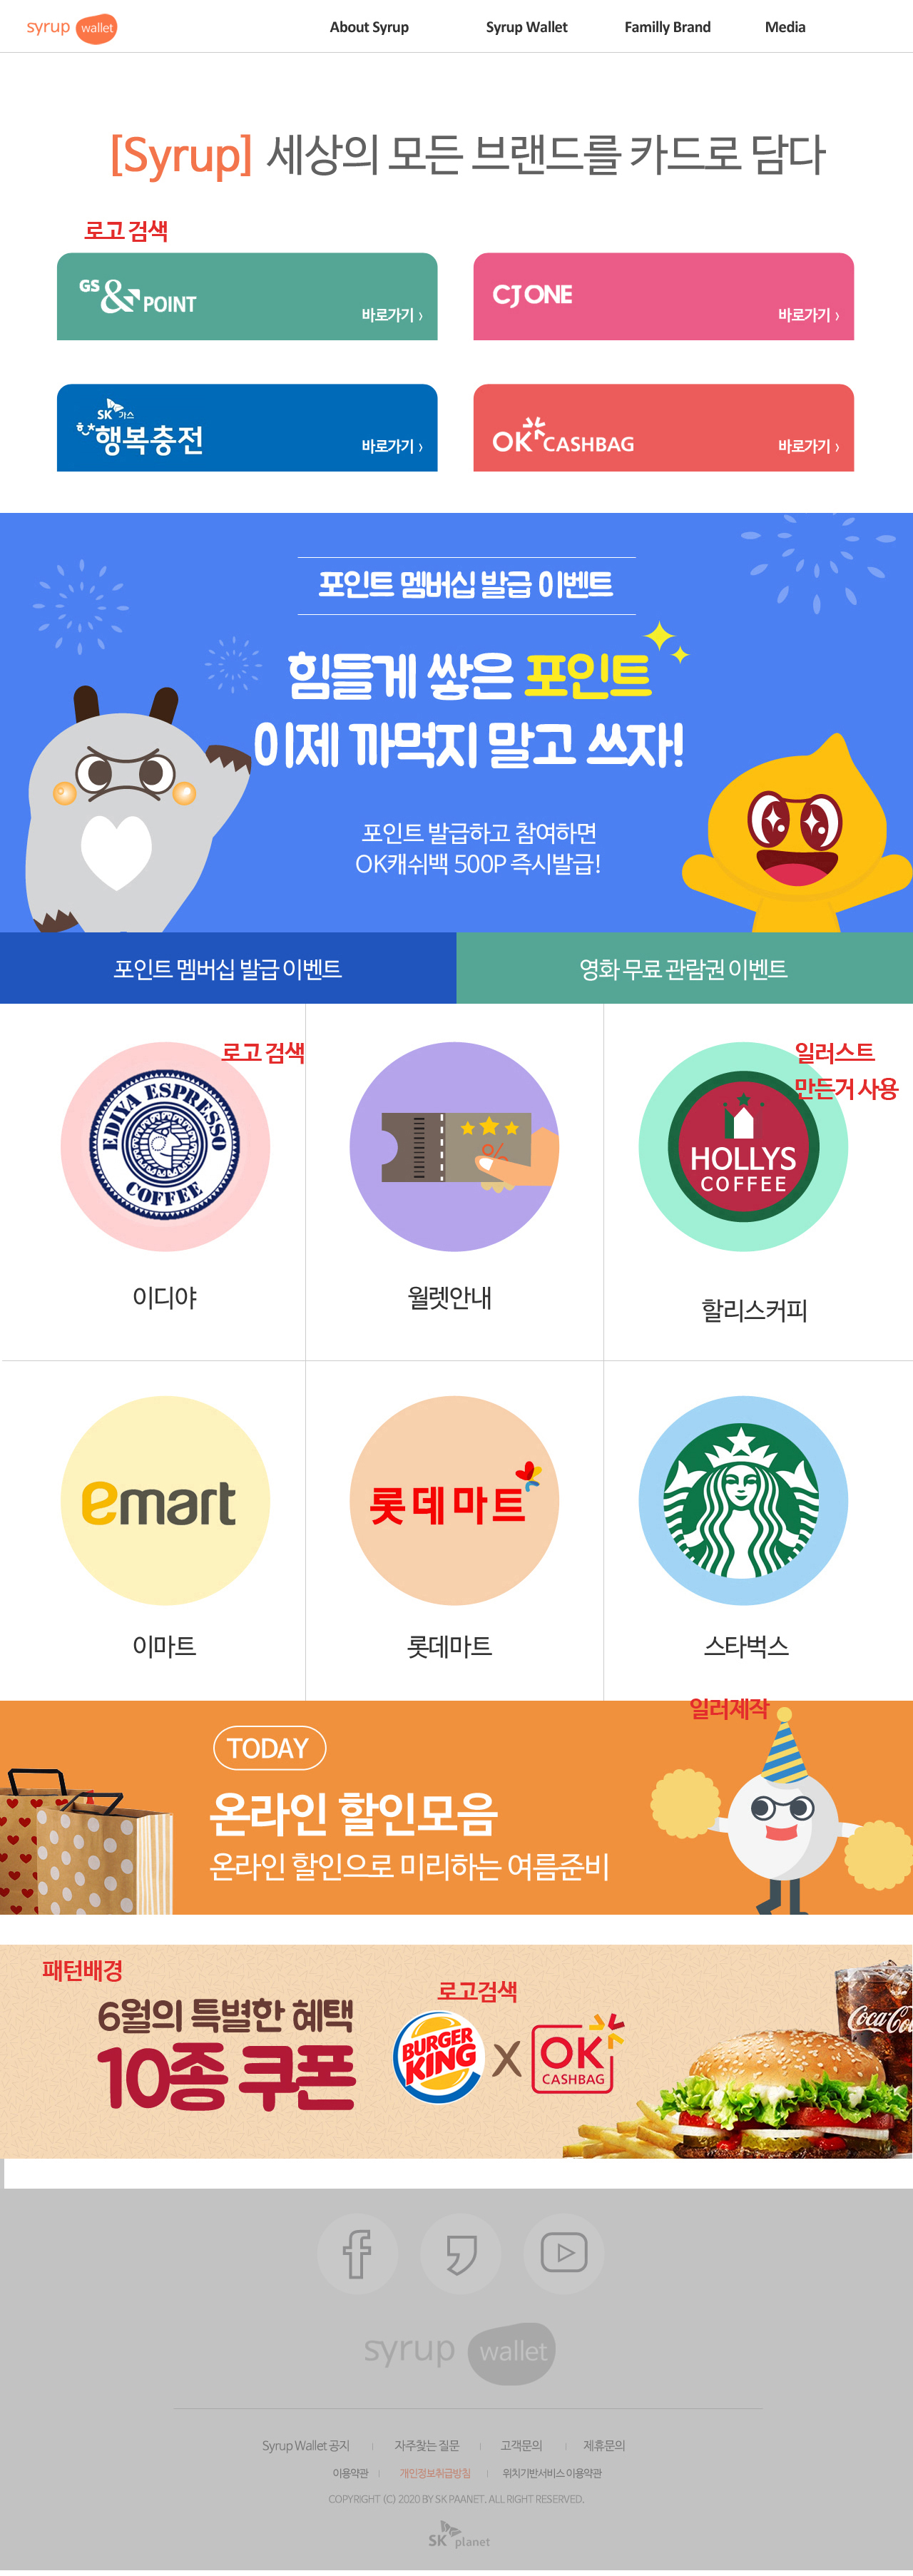 syrup wallet
About Syrup
Syrup Wallet
Familly Brand
Media
[Syrup] 세상의 모든 브랜드를 카드로 담다
로고 검색
GS & POINT
바로가기 ›
CJ ONE
바로가기 ›
SK 가스
행복충전
바로가기 ›
OK CASHBAG
바로가기 ›
포인트 멤버십 발급 이벤트
힘들게 쌓은 포인트
이제 까먹지 말고 쓰자!
포인트 발급하고 참여하면
OK캐쉬백 500P 즉시발급!
포인트 멤버십 발급 이벤트
영화 무료 관람권 이벤트
로고 검색
EDIYA ESPRESSO
COFFEE
이디야
%
월렛안내
일러스트
만든거 사용
HOLLYS
COFFEE
할리스커피
emart
이마트
롯데마트
롯데마트
스타벅스
일러제작
TODAY
온라인 할인모음
온라인 할인으로 미리하는 여름준비
패턴배경
6월의 특별한 혜택
10종 쿠폰
로고검색
BURGER
KING
X
OK
CASHBAG
Coca-Co
syrup wallet
Syrup Wallet 공지
자주찾는 질문
고객문의
제휴문의
이용약관
개인정보취급방침
위치기반서비스 이용약관
COPYRIGHT (C) 2020 BY SK PAANET. ALL RIGHT RESERVED.
SK planet